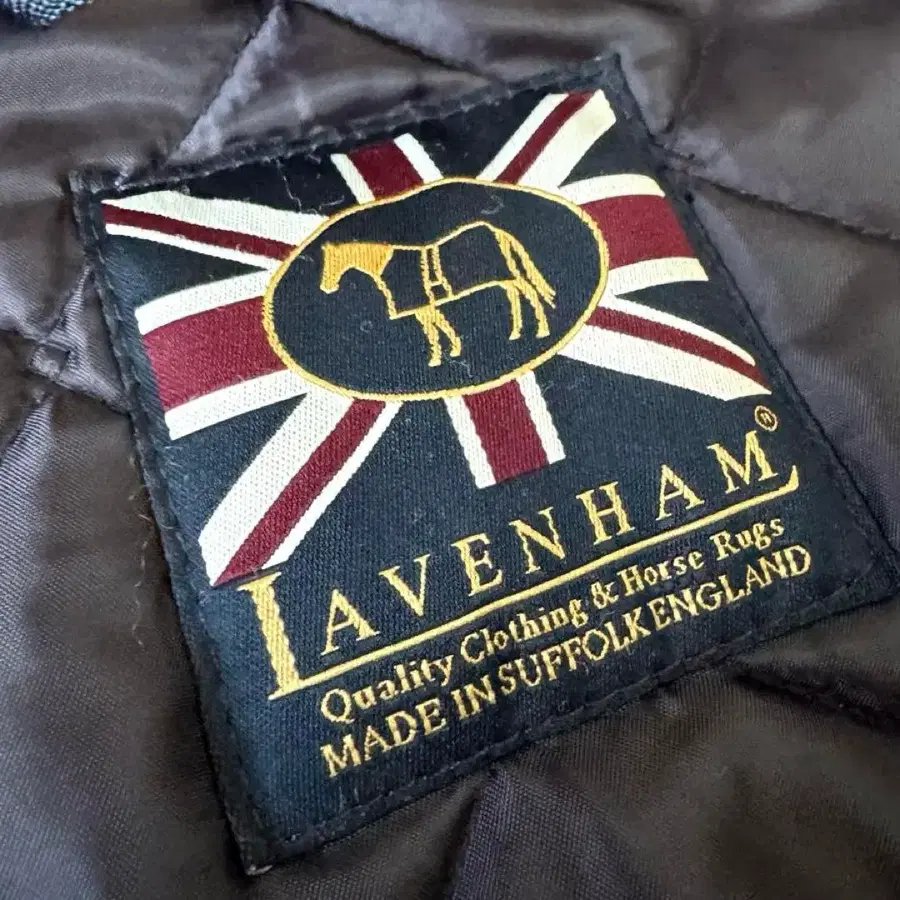 LAVENHAM®
Quality Clothing & Horse Rugs
MADE IN SUFFOLK ENGLAND